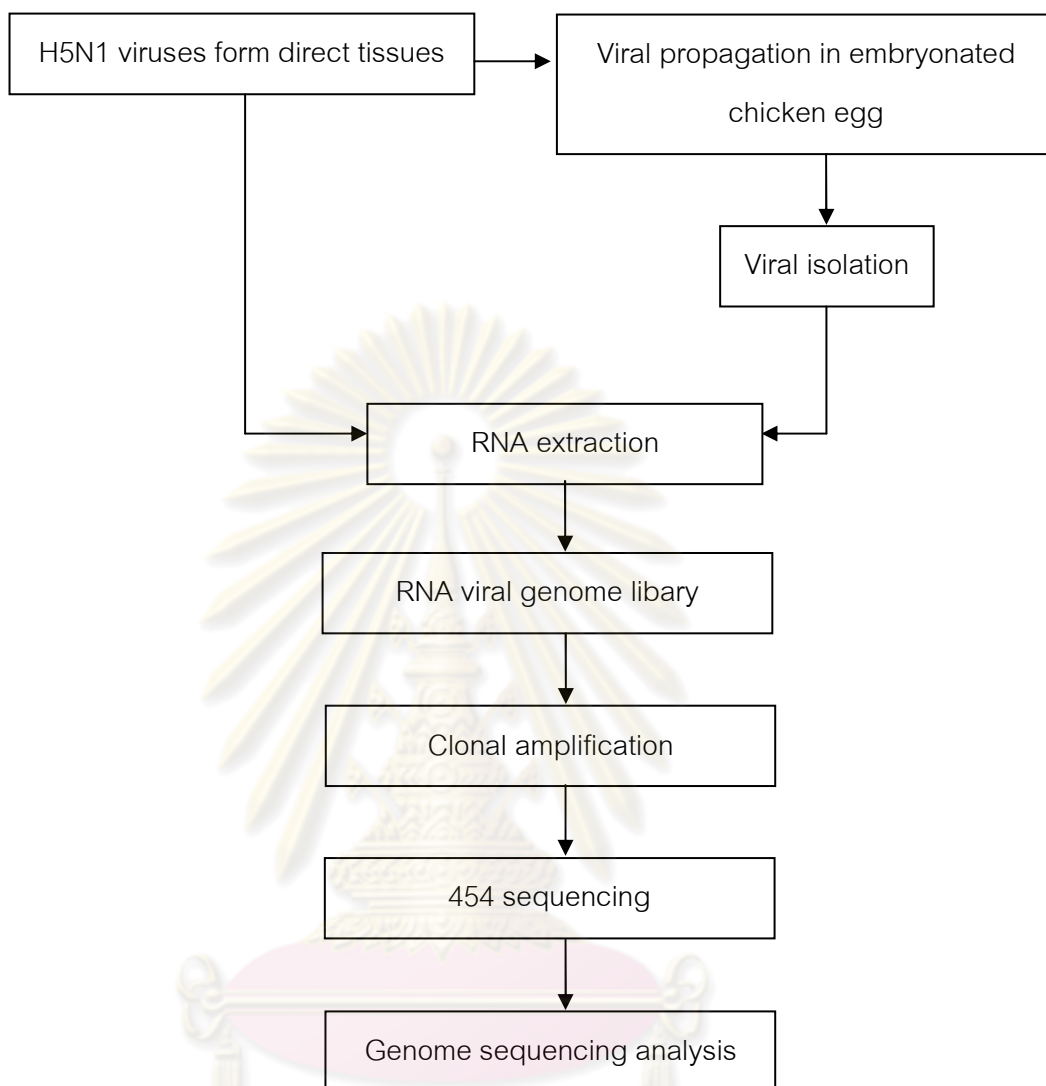 H5N1 viruses form direct tissues
Viral propagation in embryonated
chicken egg
Viral isolation
RNA extraction
RNA viral genome libary
Clonal amplification
454 sequencing
Genome sequencing analysis